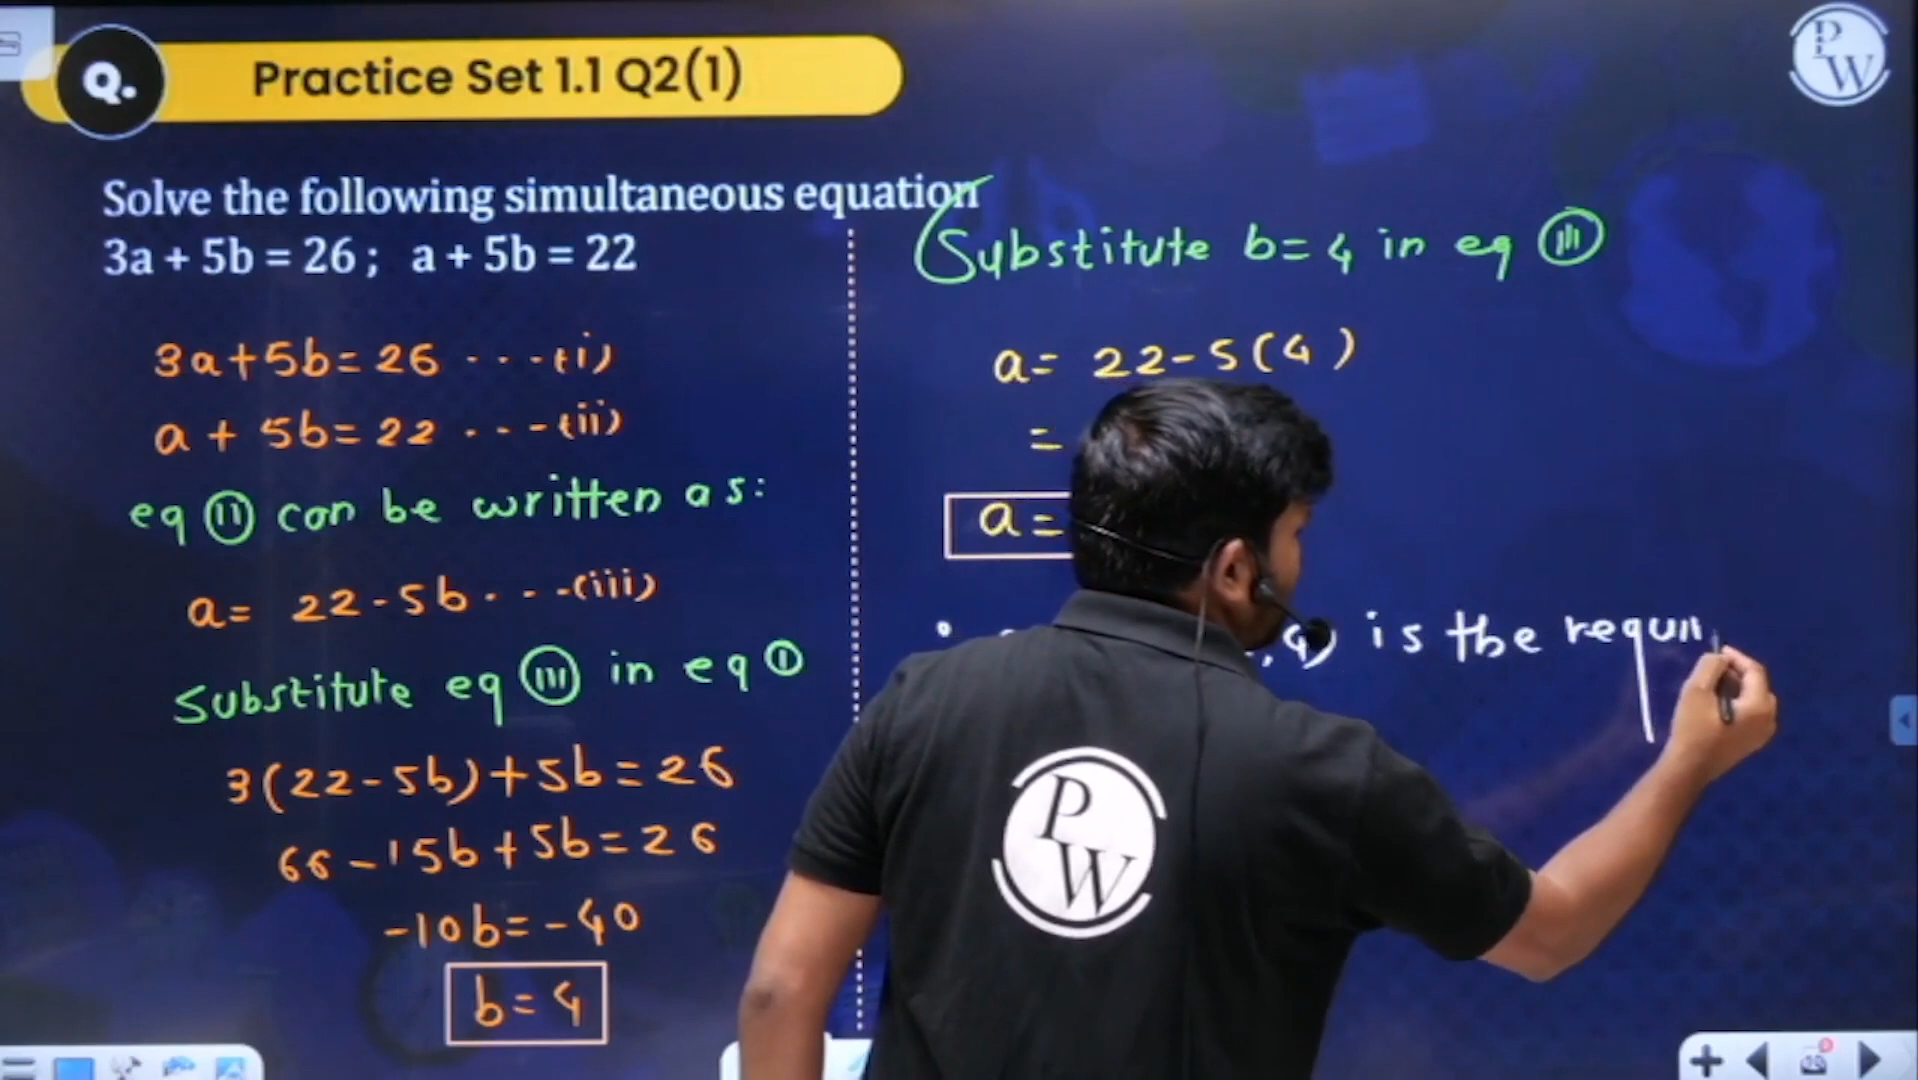 Q. Practice Set 1.1 Q2(1)
PW
Solve the following simultaneous equation
3a + 5b = 26 ; a + 5b = 22
3a+5b=26 ---(i)
a + 5b=22 ---(ii)
eq (II) can be written as:
a= 22-5b ---(iii)
Substitute eq (III) in eq (I)
3(22-5b)+5b=26
66-15b+5b=26
-10b=-40
b=4
Substitute b=4 in eq (III)
a= 22-5(4)
=
a=
,4) is the
PW